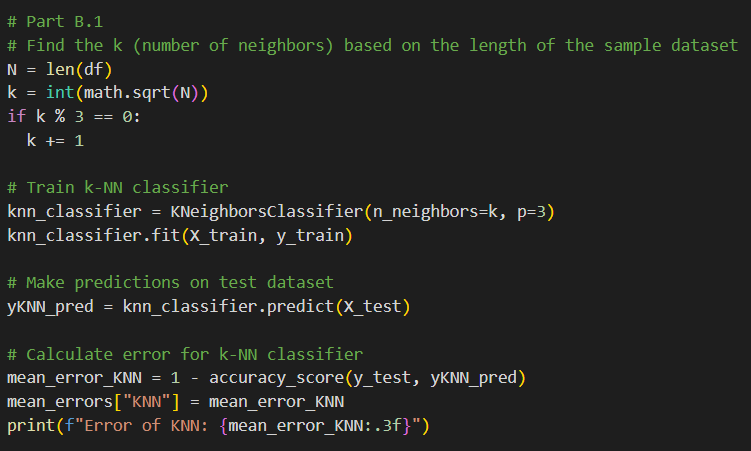 # Part B.1
# Find the k (number of neighbors) based on the length of the sample dataset
N = len(df)
k = int(math.sqrt(N))
if k % 3 == 0:
  k += 1

# Train k-NN classifier
knn_classifier = KNeighborsClassifier(n_neighbors=k, p=3)
knn_classifier.fit(X_train, y_train)

# Make predictions on test dataset
yKNN_pred = knn_classifier.predict(X_test)

# Calculate error for k-NN classifier
mean_error_KNN = 1 - accuracy_score(y_test, yKNN_pred)
mean_errors["KNN"] = mean_error_KNN
print(f"Error of KNN: {mean_error_KNN:.3f}")